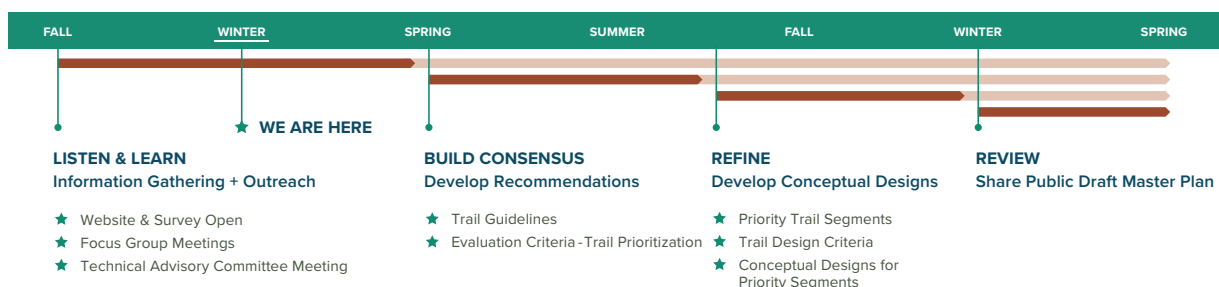 FALL WINTER SPRING SUMMER FALL WINTER SPRING
WE ARE HERE
LISTEN & LEARN
Information Gathering + Outreach
Website & Survey Open
Focus Group Meetings
Technical Advisory Committee Meeting
BUILD CONSENSUS
Develop Recommendations
Trail Guidelines
Evaluation Criteria - Trail Prioritization
REFINE
Develop Conceptual Designs
Priority Trail Segments
Trail Design Criteria
Conceptual Designs for
Priority Segments
REVIEW
Share Public Draft Master Plan